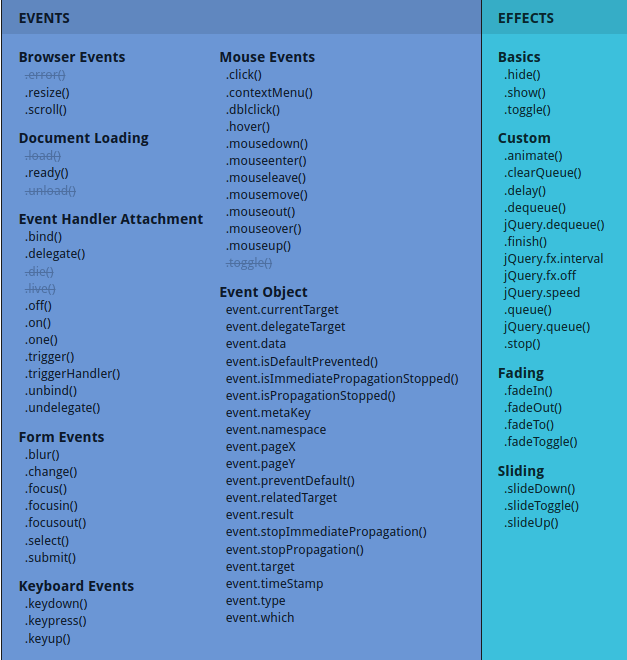 EVENTS
Browser Events
.error()
.resize()
.scroll()
Document Loading
.load()
.ready()
.unload()
Event Handler Attachment
.bind()
.delegate()
.die()
.live()
.off()
.on()
.one()
.trigger()
.triggerHandler()
.unbind()
.undelegate()
Form Events
.blur()
.change()
.focus()
.focusin()
.focusout()
.select()
.submit()
Keyboard Events
.keydown()
.keypress()
.keyup()
Mouse Events
.click()
.contextMenu()
.dblclick()
.hover()
.mousedown()
.mouseenter()
.mouseleave()
.mousemove()
.mouseout()
.mouseover()
.mouseup()
.toggle()
Event Object
event.currentTarget
event.delegateTarget
event.data
event.isDefaultPrevented()
event.isImmediatePropagationStopped()
event.isPropagationStopped()
event.metaKey
event.namespace
event.pageX
event.pageY
event.preventDefault()
event.relatedTarget
event.result
event.stopImmediatePropagation()
event.stopPropagation()
event.target
event.timeStamp
event.type
event.which
EFFECTS
Basics
.hide()
.show()
.toggle()
Custom
.animate()
.clearQueue()
.delay()
.dequeue()
jQuery.dequeue()
.finish()
jQuery.fx.interval
jQuery.fx.off
jQuery.speed
.queue()
jQuery.queue()
.stop()
Fading
.fadeIn()
.fadeOut()
.fadeTo()
.fadeToggle()
Sliding
.slideDown()
.slideToggle()
.slideUp()